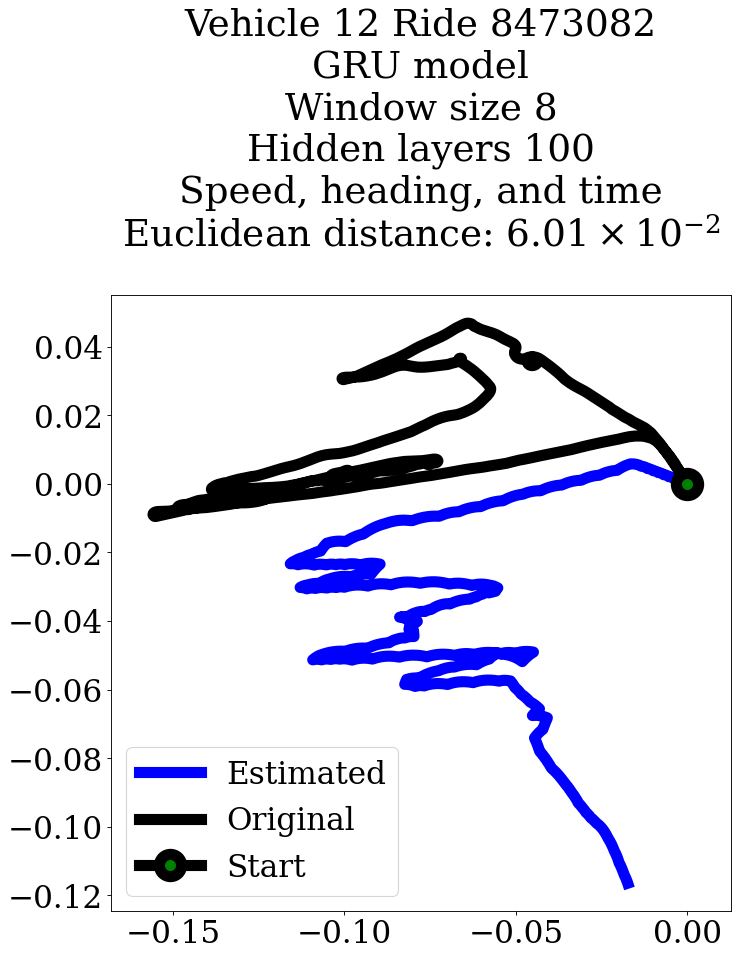 Vehicle 12 Ride 8473082
GRU model
Window size 8
Hidden layers 100
Speed, heading, and time
Euclidean distance: 6.01 × 10⁻²
0.04
0.02
0.00
−0.02
−0.04
−0.06
−0.08
−0.10
−0.12
Estimated
Original
Start
−0.15 −0.10 −0.05 0.00